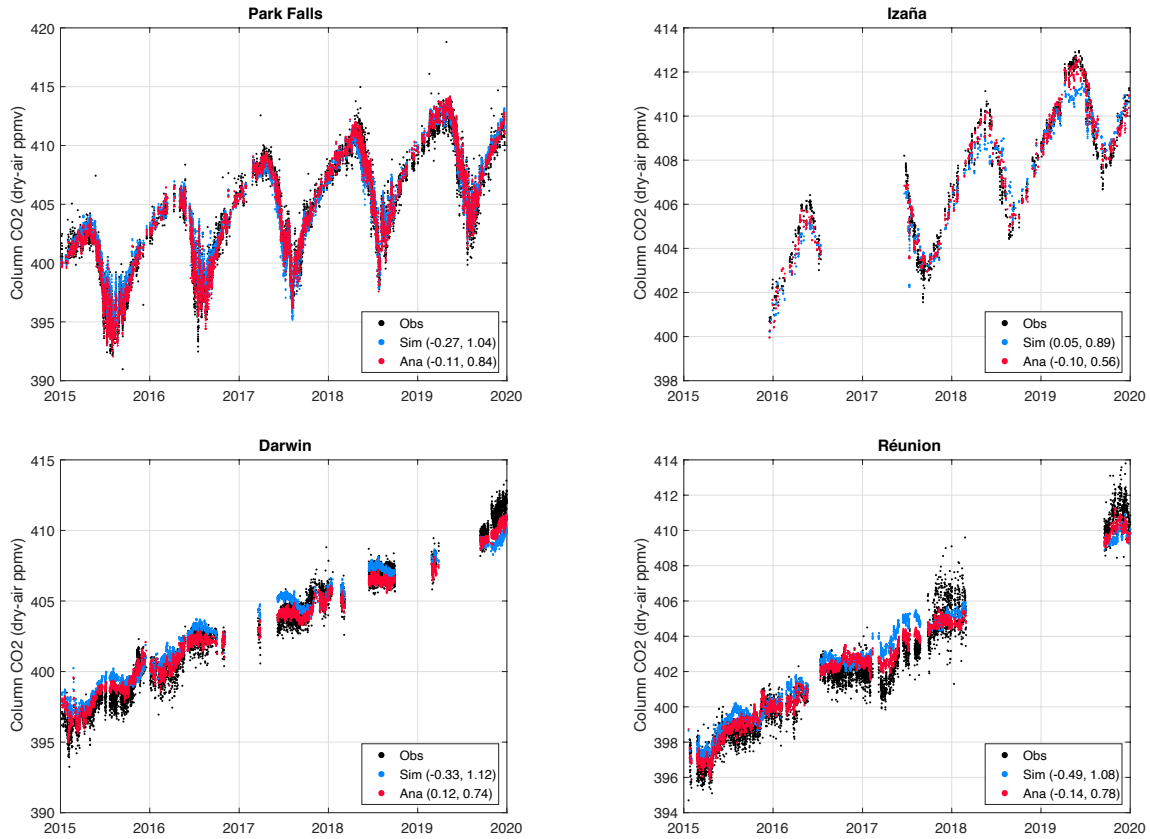 Park Falls
Column CO2 (dry-air ppmv)
420
415
410
405
400
395
390
2015
2016
2017
2018
2019
2020
Obs
Sim (-0.27, 1.04)
Ana (-0.11, 0.84)
Izaña
Column CO2 (dry-air ppmv)
414
412
410
408
406
404
402
400
398
2015
2016
2017
2018
2019
2020
Obs
Sim (0.05, 0.89)
Ana (-0.10, 0.56)
Darwin
Column CO2 (dry-air ppmv)
415
410
405
400
395
390
2015
2016
2017
2018
2019
2020
Obs
Sim (-0.33, 1.12)
Ana (0.12, 0.74)
Réunion
Column CO2 (dry-air ppmv)
414
412
410
408
406
404
402
400
398
396
394
2015
2016
2017
2018
2019
2020
Obs
Sim (-0.49, 1.08)
Ana (-0.14, 0.78)